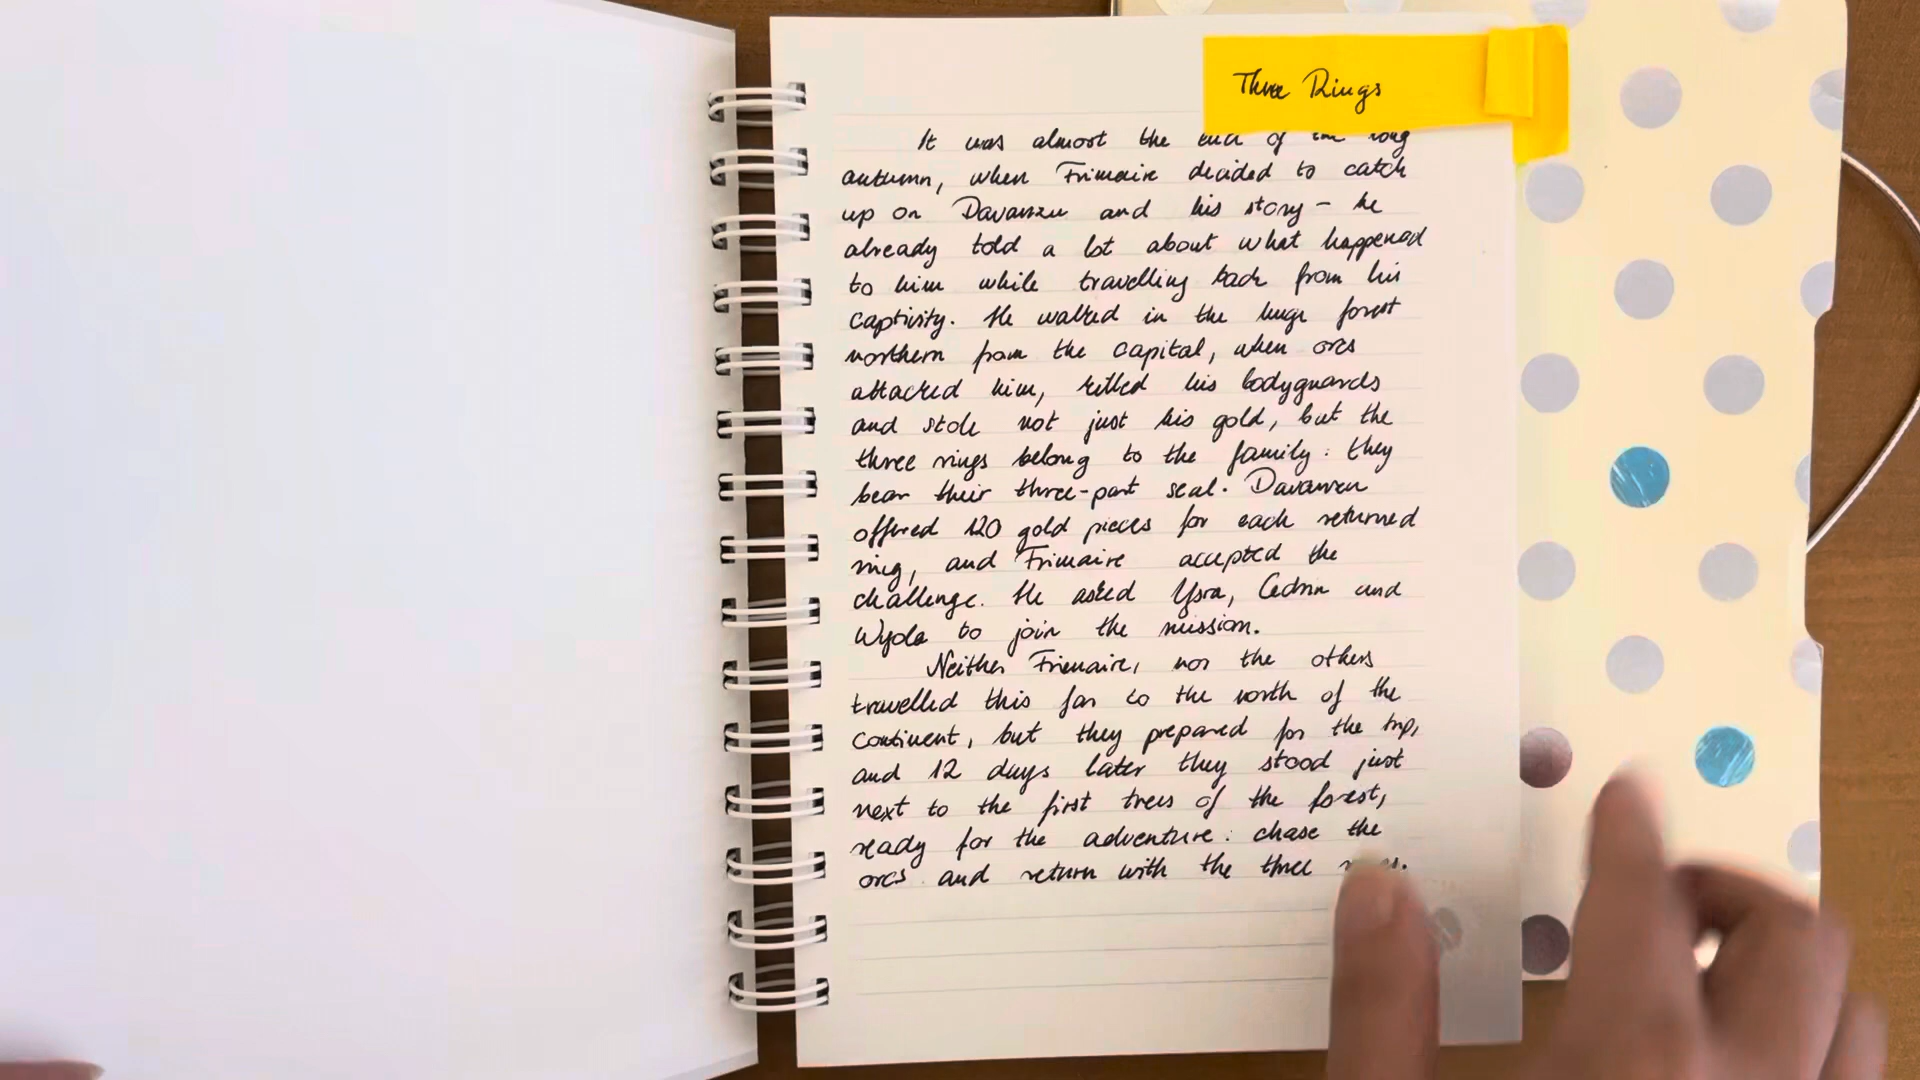 Three Rings
It was almost the end of the long
autumn, when Frimaire decided to catch
up on Davanzu and his story - he
already told a lot about what happened
to him while travelling back from his
captivity. He walked in the huge forest
northern from the capital, when orcs
attacked him, killed his bodyguards
and stole not just his gold, but the
three rings belong to the family: they
bear their three-part seal. Davanzu
offered 120 gold pieces for each returned
ring, and Frimaire accepted the
challenge. He asked Ysra, Cedrin and
to join the mission.
Neither Frimaire, nor the others
travelled this far to the north of the
continent, but they prepared for the trip,
and 12 days later they stood just
next to the first trees of the forest,
ready for the adventure: chase the
orcs and return with the three